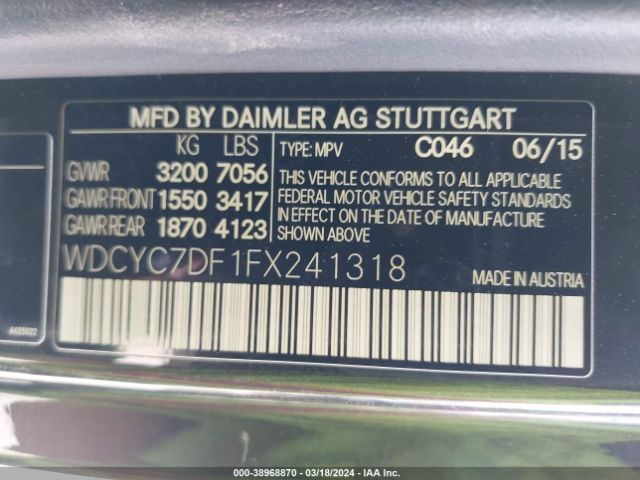 MFD BY DAIMLER AG STUTTGART
KG LBS
GVWR 3200 7056
GAWR FRONT 1550 3417
GAWR REAR 1870 4123
TYPE: MPV C046 06/15
THIS VEHICLE CONFORMS TO ALL APPLICABLE
FEDERAL MOTOR VEHICLE SAFETY STANDARDS
IN EFFECT ON THE DATE OF MANUFACTURE
SHOWN ABOVE
WDCYC7DF1FX241318
MADE IN AUSTRIA
6625022
000-38968870 - 03/18/2024 - IAA Inc.